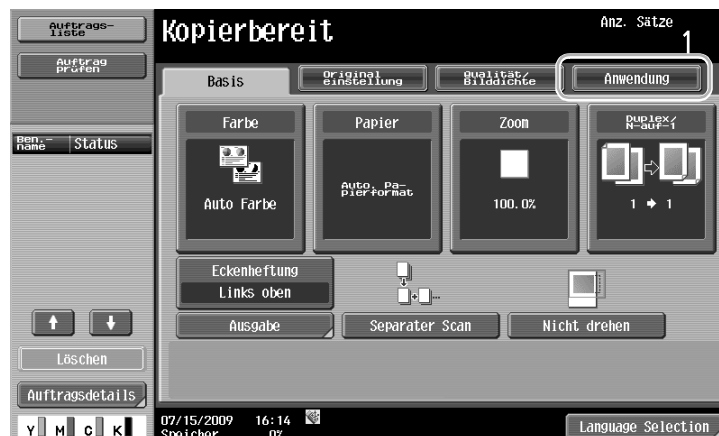 Auftrags-
liste
Auftrag
prüfen
Ben.-
name
Status
Löschen
Auftragsdetails
Y M C K
Kopierbereit
Anz. Sätze
1
Basis
Original
einstellung
Qualität/
Bilddichte
Anwendung
Farbe
Auto Farbe
Papier
Auto. Pa-
pierformat
Zoom
100.0%
Duplex/
N-auf-1
1 → 1
Eckenheftung
Links oben
Ausgabe
Separater Scan
Nicht drehen
07/15/2009 16:14
Speicher 0%
Language Selection